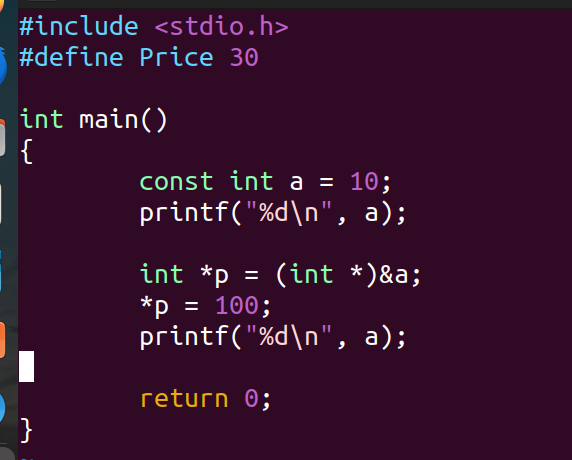 #include <stdio.h>
#define Price 30
int main()
{
const int a = 10;
printf("%d\n", a);
int *p = (int *)&a;
*p = 100;
printf("%d\n", a);
return 0;
}